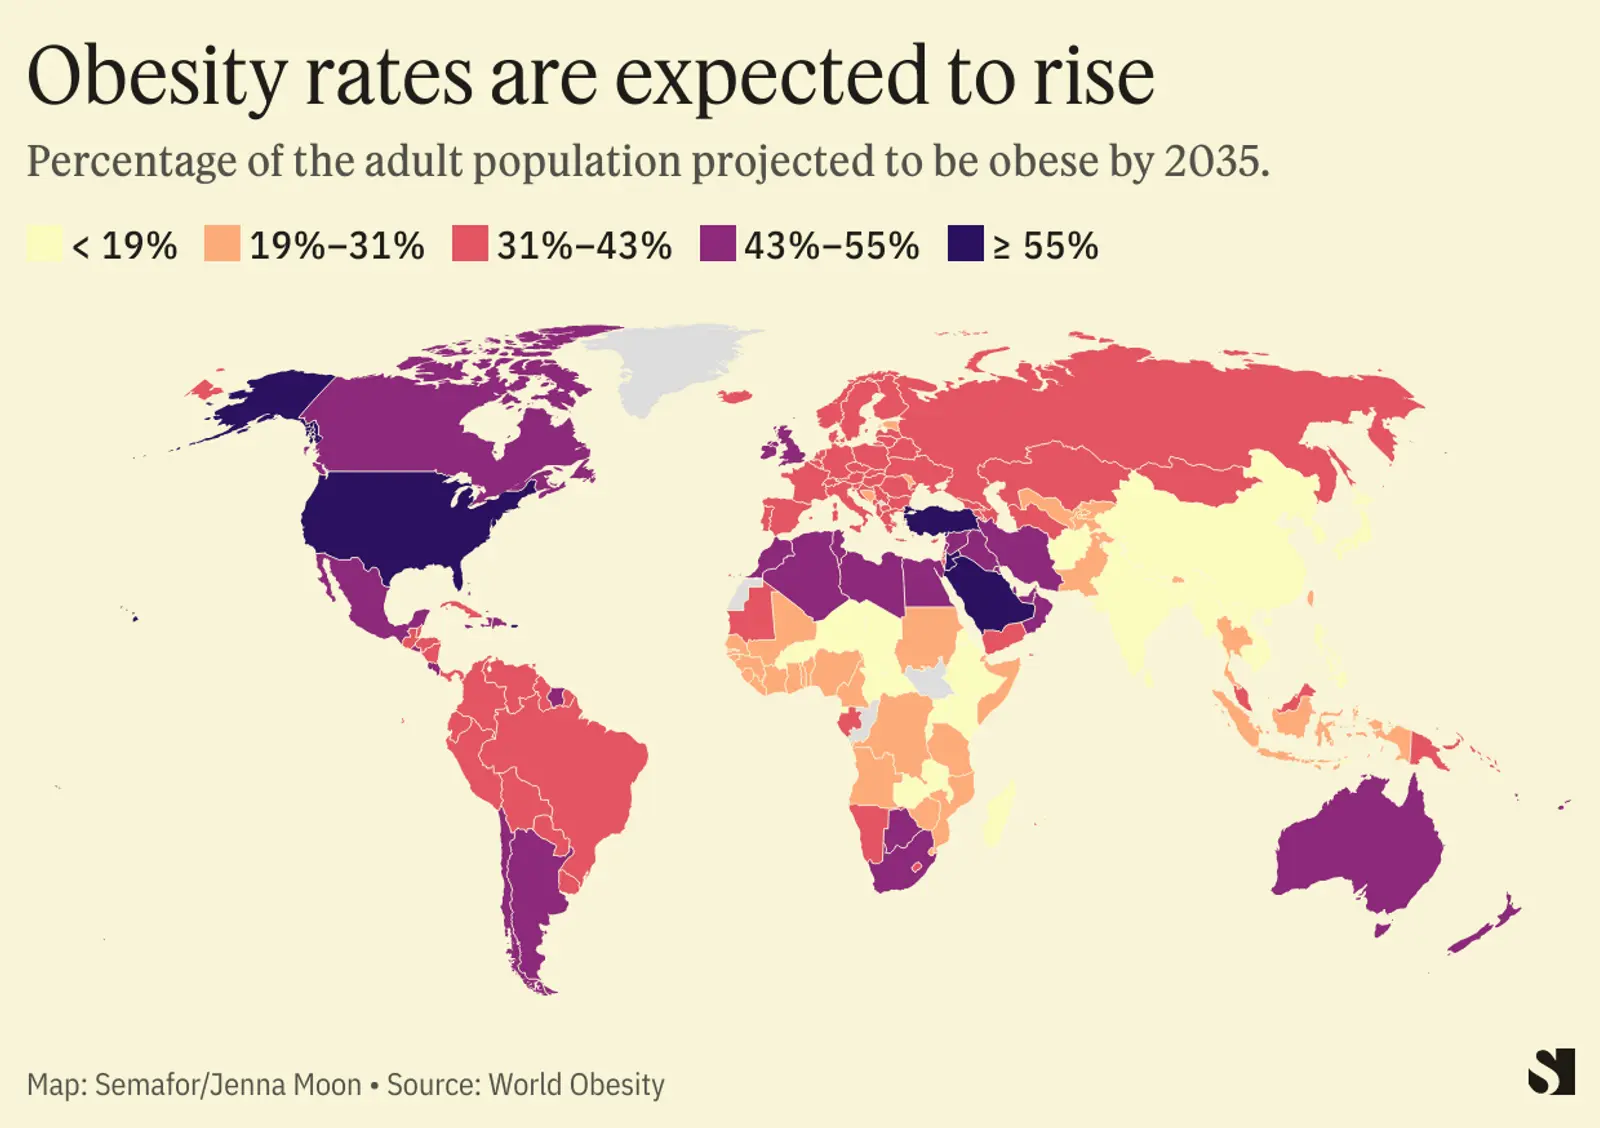 Obesity rates are expected to rise
Percentage of the adult population projected to be obese by 2035.
< 19% 19%–31% 31%–43% 43%–55% ≥ 55%
Map: Semafor/Jenna Moon • Source: World Obesity
S